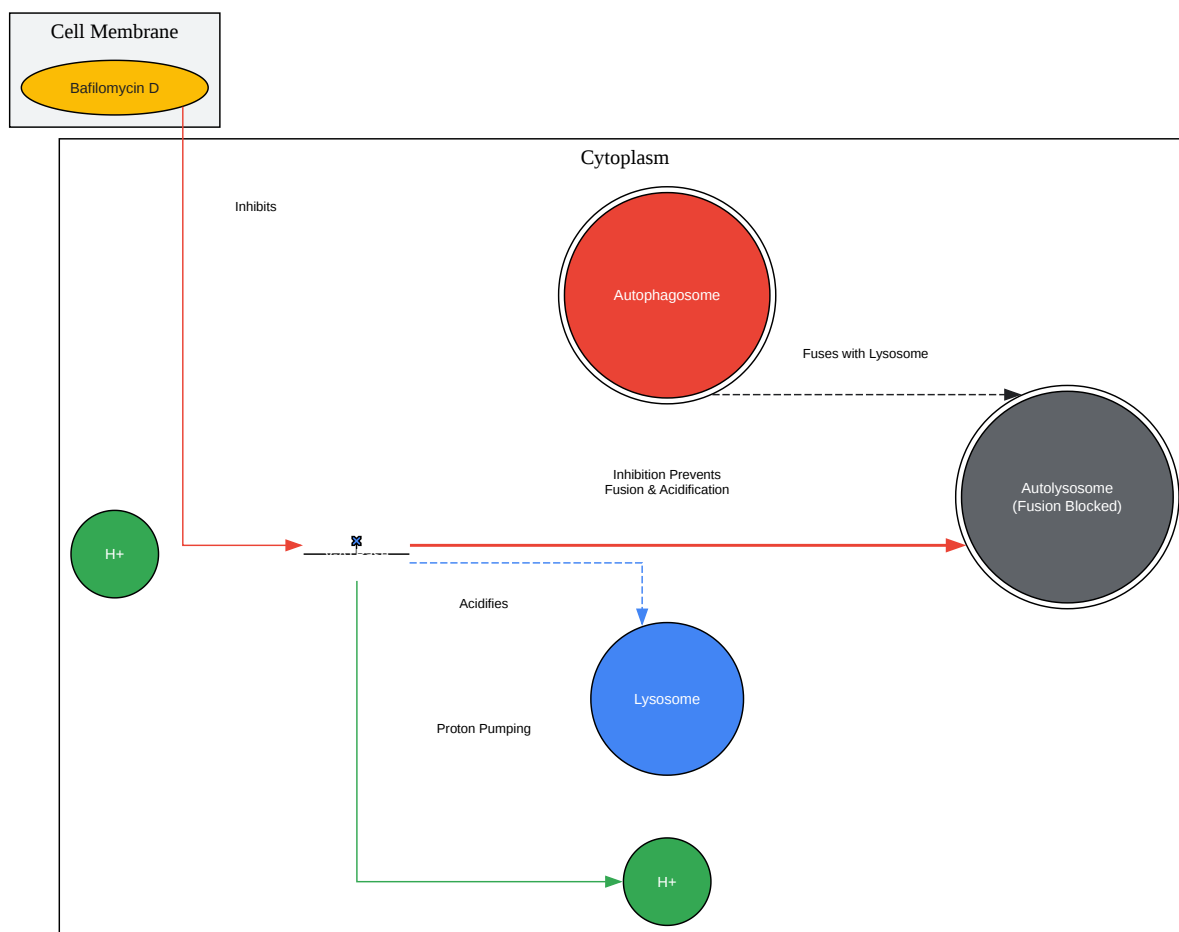 Cell Membrane
Bafilomycin D
Cytoplasm
Inhibits
Autophagosome
Fuses with Lysosome
Inhibition Prevents
Fusion & Acidification
Autolysosome
(Fusion Blocked)
H+
Acidifies
Lysosome
Proton Pumping
H+